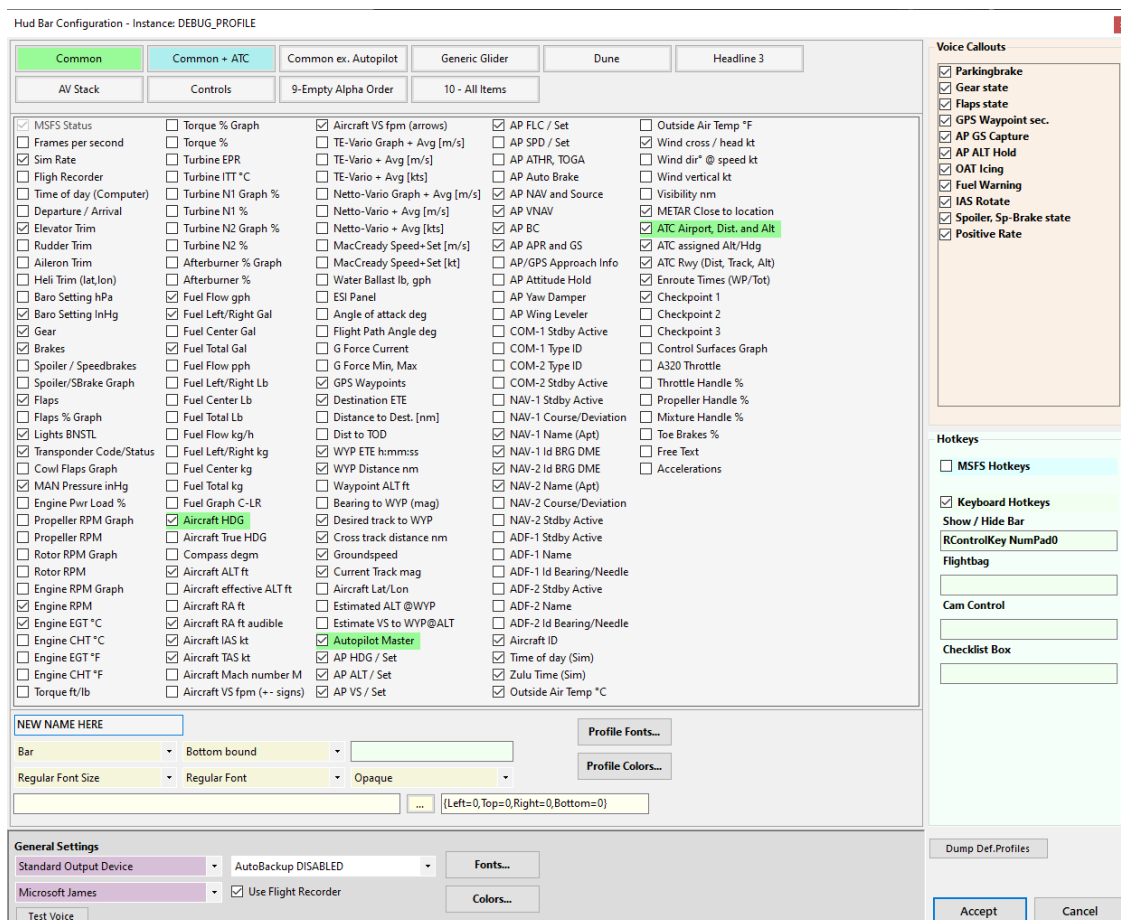 Hud Bar Configuration - Instance: DEBUG_PROFILE
Common
Common + ATC
Common ex. Autopilot
Generic Glider
Dune
Headline 3
AV Stack
Controls
9-Empty Alpha Order
10 - All Items
MSFS Status
Frames per second
Sim Rate
Fligh Recorder
Time of day (Computer)
Departure / Arrival
Elevator Trim
Rudder Trim
Aileron Trim
Heli Trim (lat,lon)
Baro Setting hPa
Baro Setting InHg
Gear
Brakes
Spoiler / Speedbrakes
Spoiler/SBrake Graph
Flaps
Flaps % Graph
Lights BNSTL
Transponder Code/Status
Cowl Flaps Graph
MAN Pressure inHg
Engine Pwr Load %
Propeller RPM Graph
Propeller RPM
Rotor RPM Graph
Rotor RPM
Engine RPM Graph
Engine RPM
Engine EGT °C
Engine CHT °C
Engine EGT °F
Engine CHT °F
Torque ft/lb
Torque % Graph
Torque %
Turbine EPR
Turbine ITT °C
Turbine N1 Graph %
Turbine N1 %
Turbine N2 Graph %
Turbine N2 %
Afterburner % Graph
Afterburner %
Fuel Flow gph
Fuel Left/Right Gal
Fuel Center Gal
Fuel Total Gal
Fuel Flow pph
Fuel Left/Right Lb
Fuel Center Lb
Fuel Total Lb
Fuel Flow kg/h
Fuel Left/Right kg
Fuel Center kg
Fuel Total kg
Fuel Graph C-LR
Aircraft HDG
Aircraft True HDG
Compass degm
Aircraft ALT ft
Aircraft effective ALT ft
Aircraft RA ft
Aircraft RA ft audible
Aircraft IAS kt
Aircraft TAS kt
Aircraft Mach number M
Aircraft VS fpm (+- signs)
Aircraft VS fpm (arrows)
TE-Vario Graph + Avg [m/s]
TE-Vario + Avg [m/s]
TE-Vario + Avg [kts]
Netto-Vario Graph + Avg [m/s]
Netto-Vario + Avg [m/s]
Netto-Vario + Avg [kts]
MacCready Speed+Set [m/s]
MacCready Speed+Set [kt]
Water Ballast lb, gph
ESI Panel
Angle of attack deg
Flight Path Angle deg
G Force Current
G Force Min, Max
GPS Waypoints
Destination ETE
Distance to Dest. [nm]
Dist to TOD
WYP ETE h:mm:ss
WYP Distance nm
Waypoint ALT ft
Bearing to WYP (mag)
Desired track to WYP
Cross track distance nm
Groundspeed
Current Track mag
Aircraft Lat/Lon
Estimated ALT @WYP
Estimate VS to WYP@ALT
Autopilot Master
AP HDG / Set
AP ALT / Set
AP VS / Set
AP FLC / Set
AP SPD / Set
AP ATHR, TOGA
AP Auto Brake
AP NAV and Source
AP VNAV
AP BC
AP APR and GS
AP/GPS Approach Info
AP Attitude Hold
AP Yaw Damper
AP Wing Leveler
COM-1 Stdby Active
COM-1 Type ID
COM-2 Type ID
COM-2 Stdby Active
NAV-1 Stdby Active
NAV-1 Course/Deviation
NAV-1 Name (Apt)
NAV-1 Id BRG DME
NAV-2 Id BRG DME
NAV-2 Name (Apt)
NAV-2 Course/Deviation
NAV-2 Stdby Active
ADF-1 Stdby Active
ADF-1 Name
ADF-1 Id Bearing/Needle
ADF-2 Stdby Active
ADF-2 Name
ADF-2 Id Bearing/Needle
Aircraft ID
Time of day (Sim)
Zulu Time (Sim)
Outside Air Temp °C
Outside Air Temp °F
Wind cross / head kt
Wind dir° @ speed kt
Wind vertical kt
Visibility nm
METAR Close to location
ATC Airport, Dist. and Alt
ATC assigned Alt/Hdg
ATC Rwy (Dist, Track, Alt)
Enroute Times (WP/Tot)
Checkpoint 1
Checkpoint 2
Checkpoint 3
Control Surfaces Graph
A320 Throttle
Throttle Handle %
Propeller Handle %
Mixture Handle %
Toe Brakes %
Free Text
Accelerations
NEW NAME HERE
Bar
Bottom bound
Regular Font Size
Regular Font
Opaque
...
{Left=0,Top=0,Right=0,Bottom=0}
Profile Fonts...
Profile Colors...
General Settings
Standard Output Device
AutoBackup DISABLED
Fonts...
Microsoft James
Use Flight Recorder
Colors...
Test Voice
Voice Callouts
Parkingbrake
Gear state
Flaps state
GPS Waypoint sec.
AP GS Capture
AP ALT Hold
OAT Icing
Fuel Warning
IAS Rotate
Spoiler, Sp-Brake state
Positive Rate
Hotkeys
MSFS Hotkeys
Keyboard Hotkeys
Show / Hide Bar
RControlKey NumPad0
Flightbag
Cam Control
Checklist Box
Dump Def.Profiles
Accept
Cancel